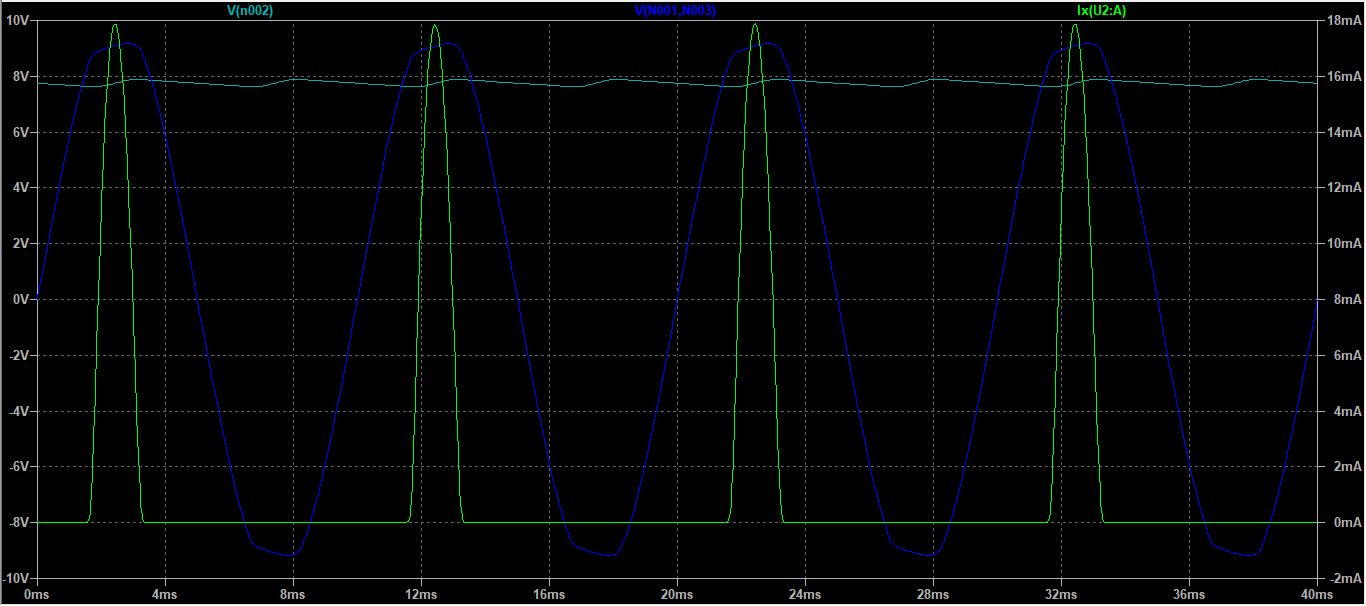 V(n002) V(N001,N003) Ix(U2:A)
10V 18mA
8V 16mA
6V 14mA
4V 12mA
2V 10mA
0V 8mA
-2V 6mA
-4V 4mA
-6V 2mA
-8V 0mA
-10V -2mA
0ms 4ms 8ms 12ms 16ms 20ms 24ms 28ms 32ms 36ms 40ms